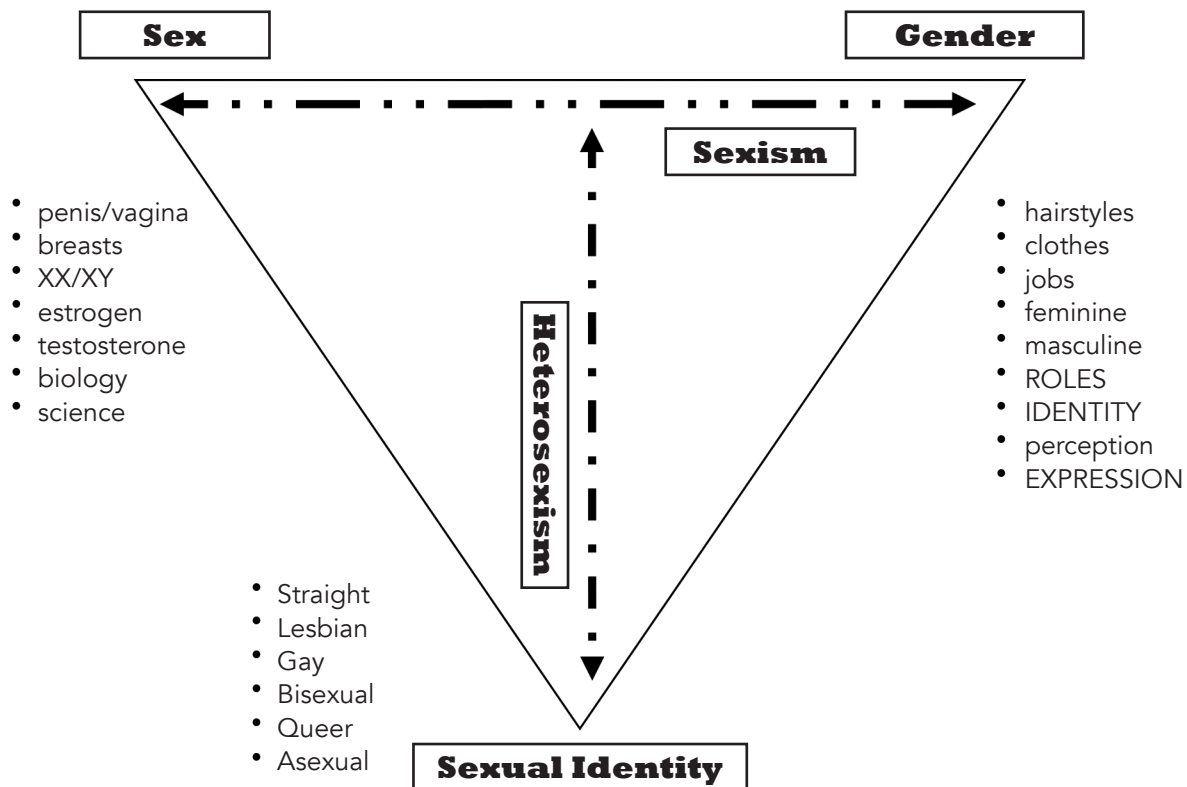 Sex
Gender
Sexism
• penis/vagina
• breasts
• XX/XY
• estrogen
• testosterone
• biology
• science
• hairstyles
• clothes
• jobs
• feminine
• masculine
• ROLES
• IDENTITY
• perception
• EXPRESSION
Heterosexism
• Straight
• Lesbian
• Gay
• Bisexual
• Queer
• Asexual
Sexual Identity